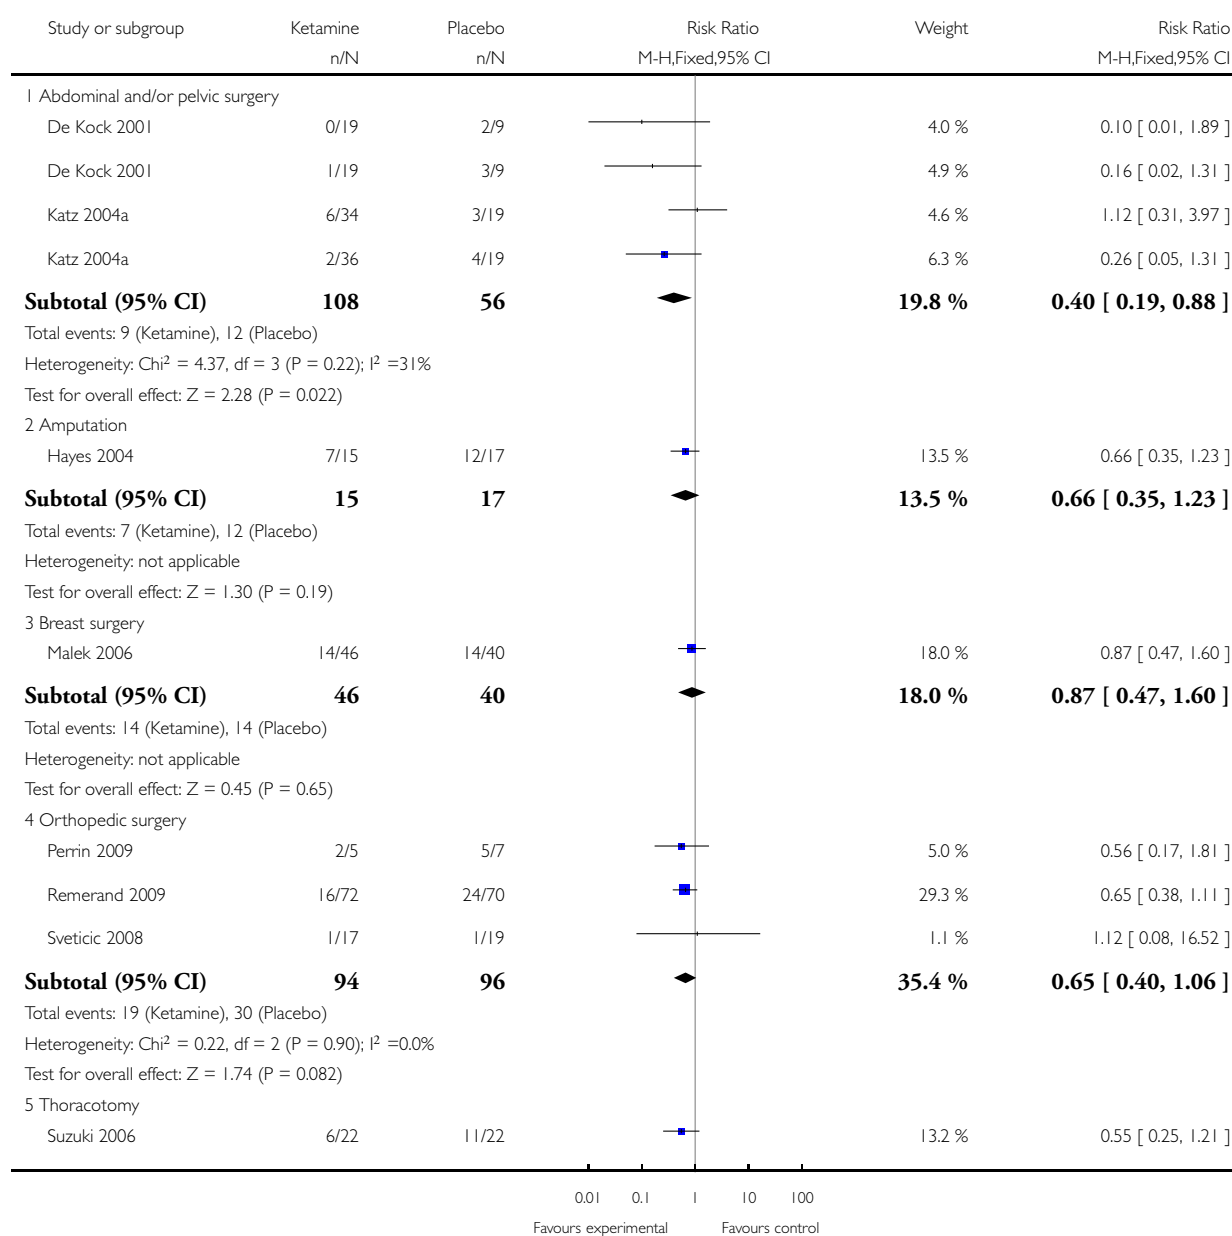 Study or subgroup Ketamine Placebo Risk Ratio Weight Risk Ratio
n/N n/N M-H,Fixed,95% CI M-H,Fixed,95% CI
1 Abdominal and/or pelvic surgery
De Kock 2001 0/19 2/9 4.0 % 0.10 [ 0.01, 1.89 ]
De Kock 2001 1/19 3/9 4.9 % 0.16 [ 0.02, 1.31 ]
Katz 2004a 6/34 3/19 4.6 % 1.12 [ 0.31, 3.97 ]
Katz 2004a 2/36 4/19 6.3 % 0.26 [ 0.05, 1.31 ]
Subtotal (95% CI) 108 56 19.8 % 0.40 [ 0.19, 0.88 ]
Total events: 9 (Ketamine), 12 (Placebo)
Heterogeneity: Chi² = 4.37, df = 3 (P = 0.22); I² =31%
Test for overall effect: Z = 2.28 (P = 0.022)
2 Amputation
Hayes 2004 7/15 12/17 13.5 % 0.66 [ 0.35, 1.23 ]
Subtotal (95% CI) 15 17 13.5 % 0.66 [ 0.35, 1.23 ]
Total events: 7 (Ketamine), 12 (Placebo)
Heterogeneity: not applicable
Test for overall effect: Z = 1.30 (P = 0.19)
3 Breast surgery
Malek 2006 14/46 14/40 18.0 % 0.87 [ 0.47, 1.60 ]
Subtotal (95% CI) 46 40 18.0 % 0.87 [ 0.47, 1.60 ]
Total events: 14 (Ketamine), 14 (Placebo)
Heterogeneity: not applicable
Test for overall effect: Z = 0.45 (P = 0.65)
4 Orthopedic surgery
Perrin 2009 2/5 5/7 5.0 % 0.56 [ 0.17, 1.81 ]
Remerand 2009 16/72 24/70 29.3 % 0.65 [ 0.38, 1.11 ]
Sveticic 2008 1/17 1/19 1.1 % 1.12 [ 0.08, 16.52 ]
Subtotal (95% CI) 94 96 35.4 % 0.65 [ 0.40, 1.06 ]
Total events: 19 (Ketamine), 30 (Placebo)
Heterogeneity: Chi² = 0.22, df = 2 (P = 0.90); I² =0.0%
Test for overall effect: Z = 1.74 (P = 0.082)
5 Thoracotomy
Suzuki 2006 6/22 11/22 13.2 % 0.55 [ 0.25, 1.21 ]
0.01 0.1 1 10 100
Favours experimental Favours control